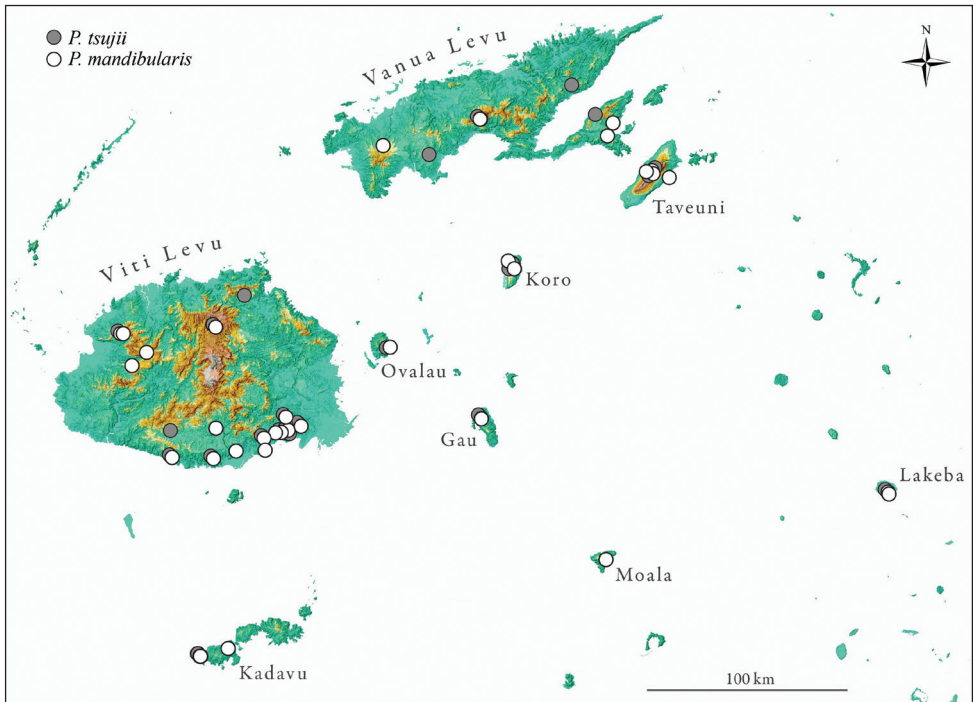 P. tsujii
P. mandibularis
N
Vanua Levu
Taveuni
Viti Levu
Koro
Ovalau
Gau
Lakeba
Moala
Kadavu
100 km